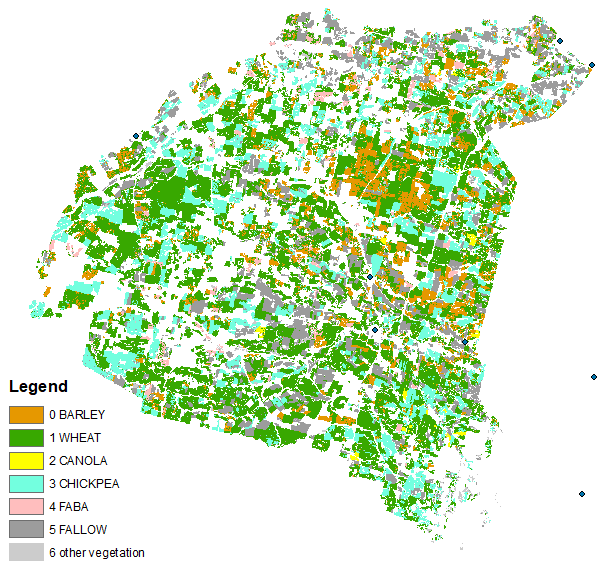 Legend
0 BARLEY
1 WHEAT
2 CANOLA
3 CHICKPEA
4 FABA
5 FALLOW
6 other vegetation